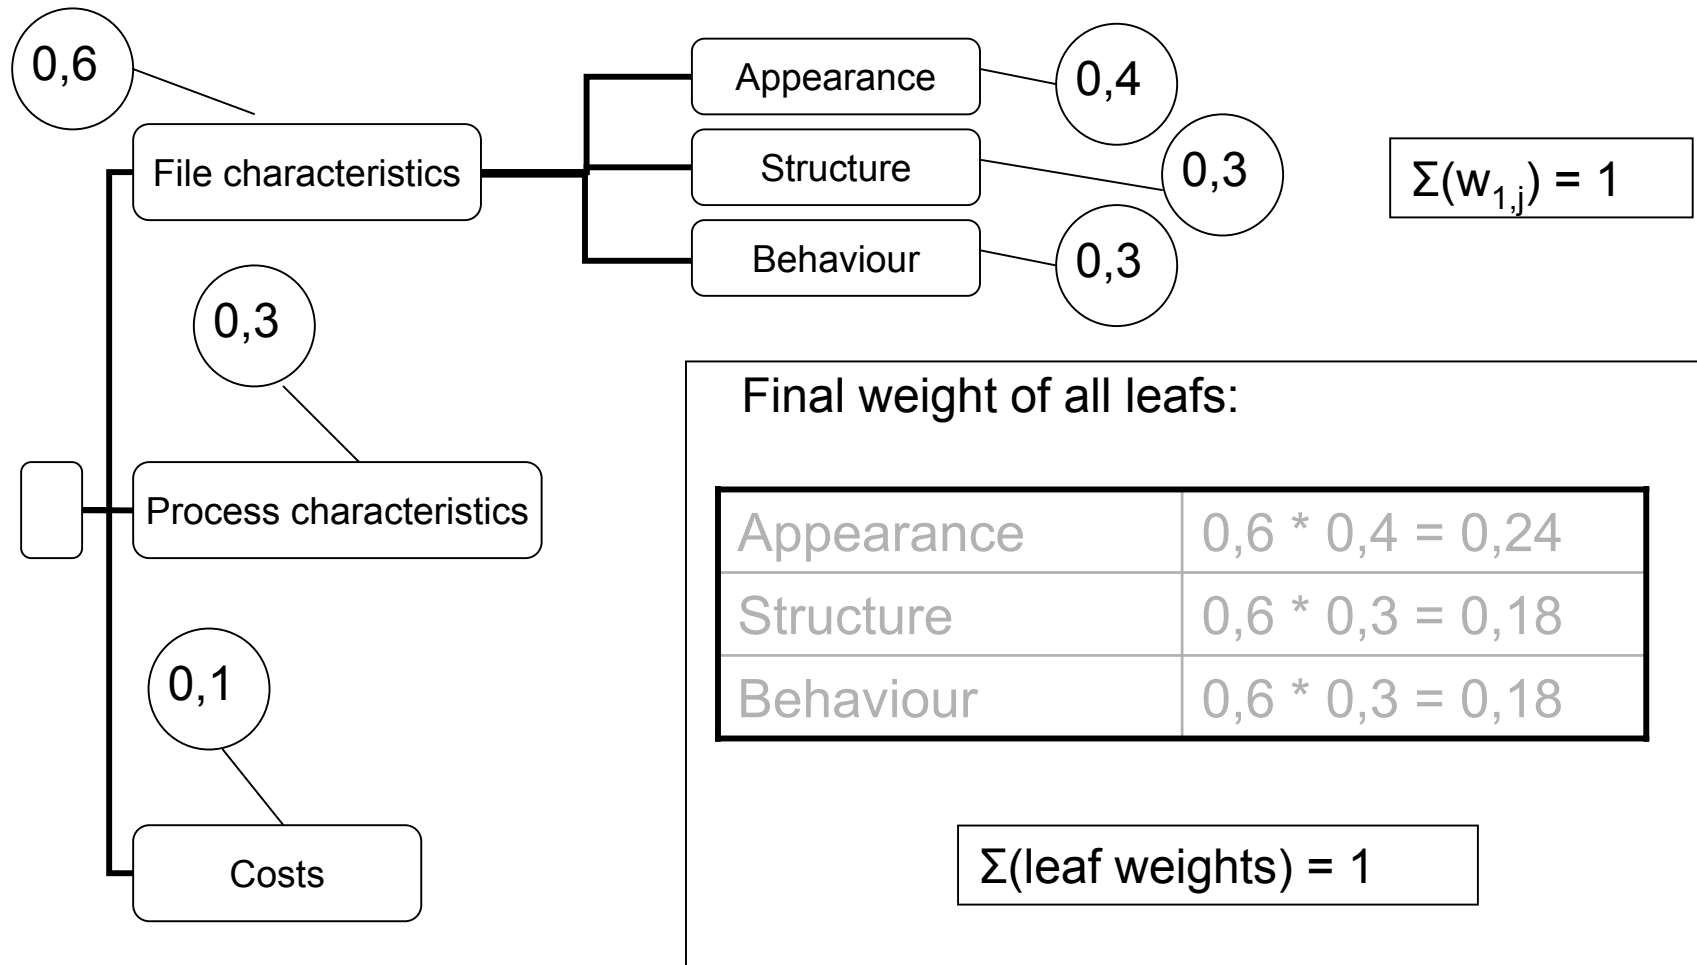 0,6
Appearance
0,4
File characteristics
Structure
0,3
Σ(w1,j) = 1
Behaviour
0,3
0,3
Process characteristics
0,1
Costs
Final weight of all leafs:
Appearance 0,6 * 0,4 = 0,24
Structure 0,6 * 0,3 = 0,18
Behaviour 0,6 * 0,3 = 0,18
Σ(leaf weights) = 1